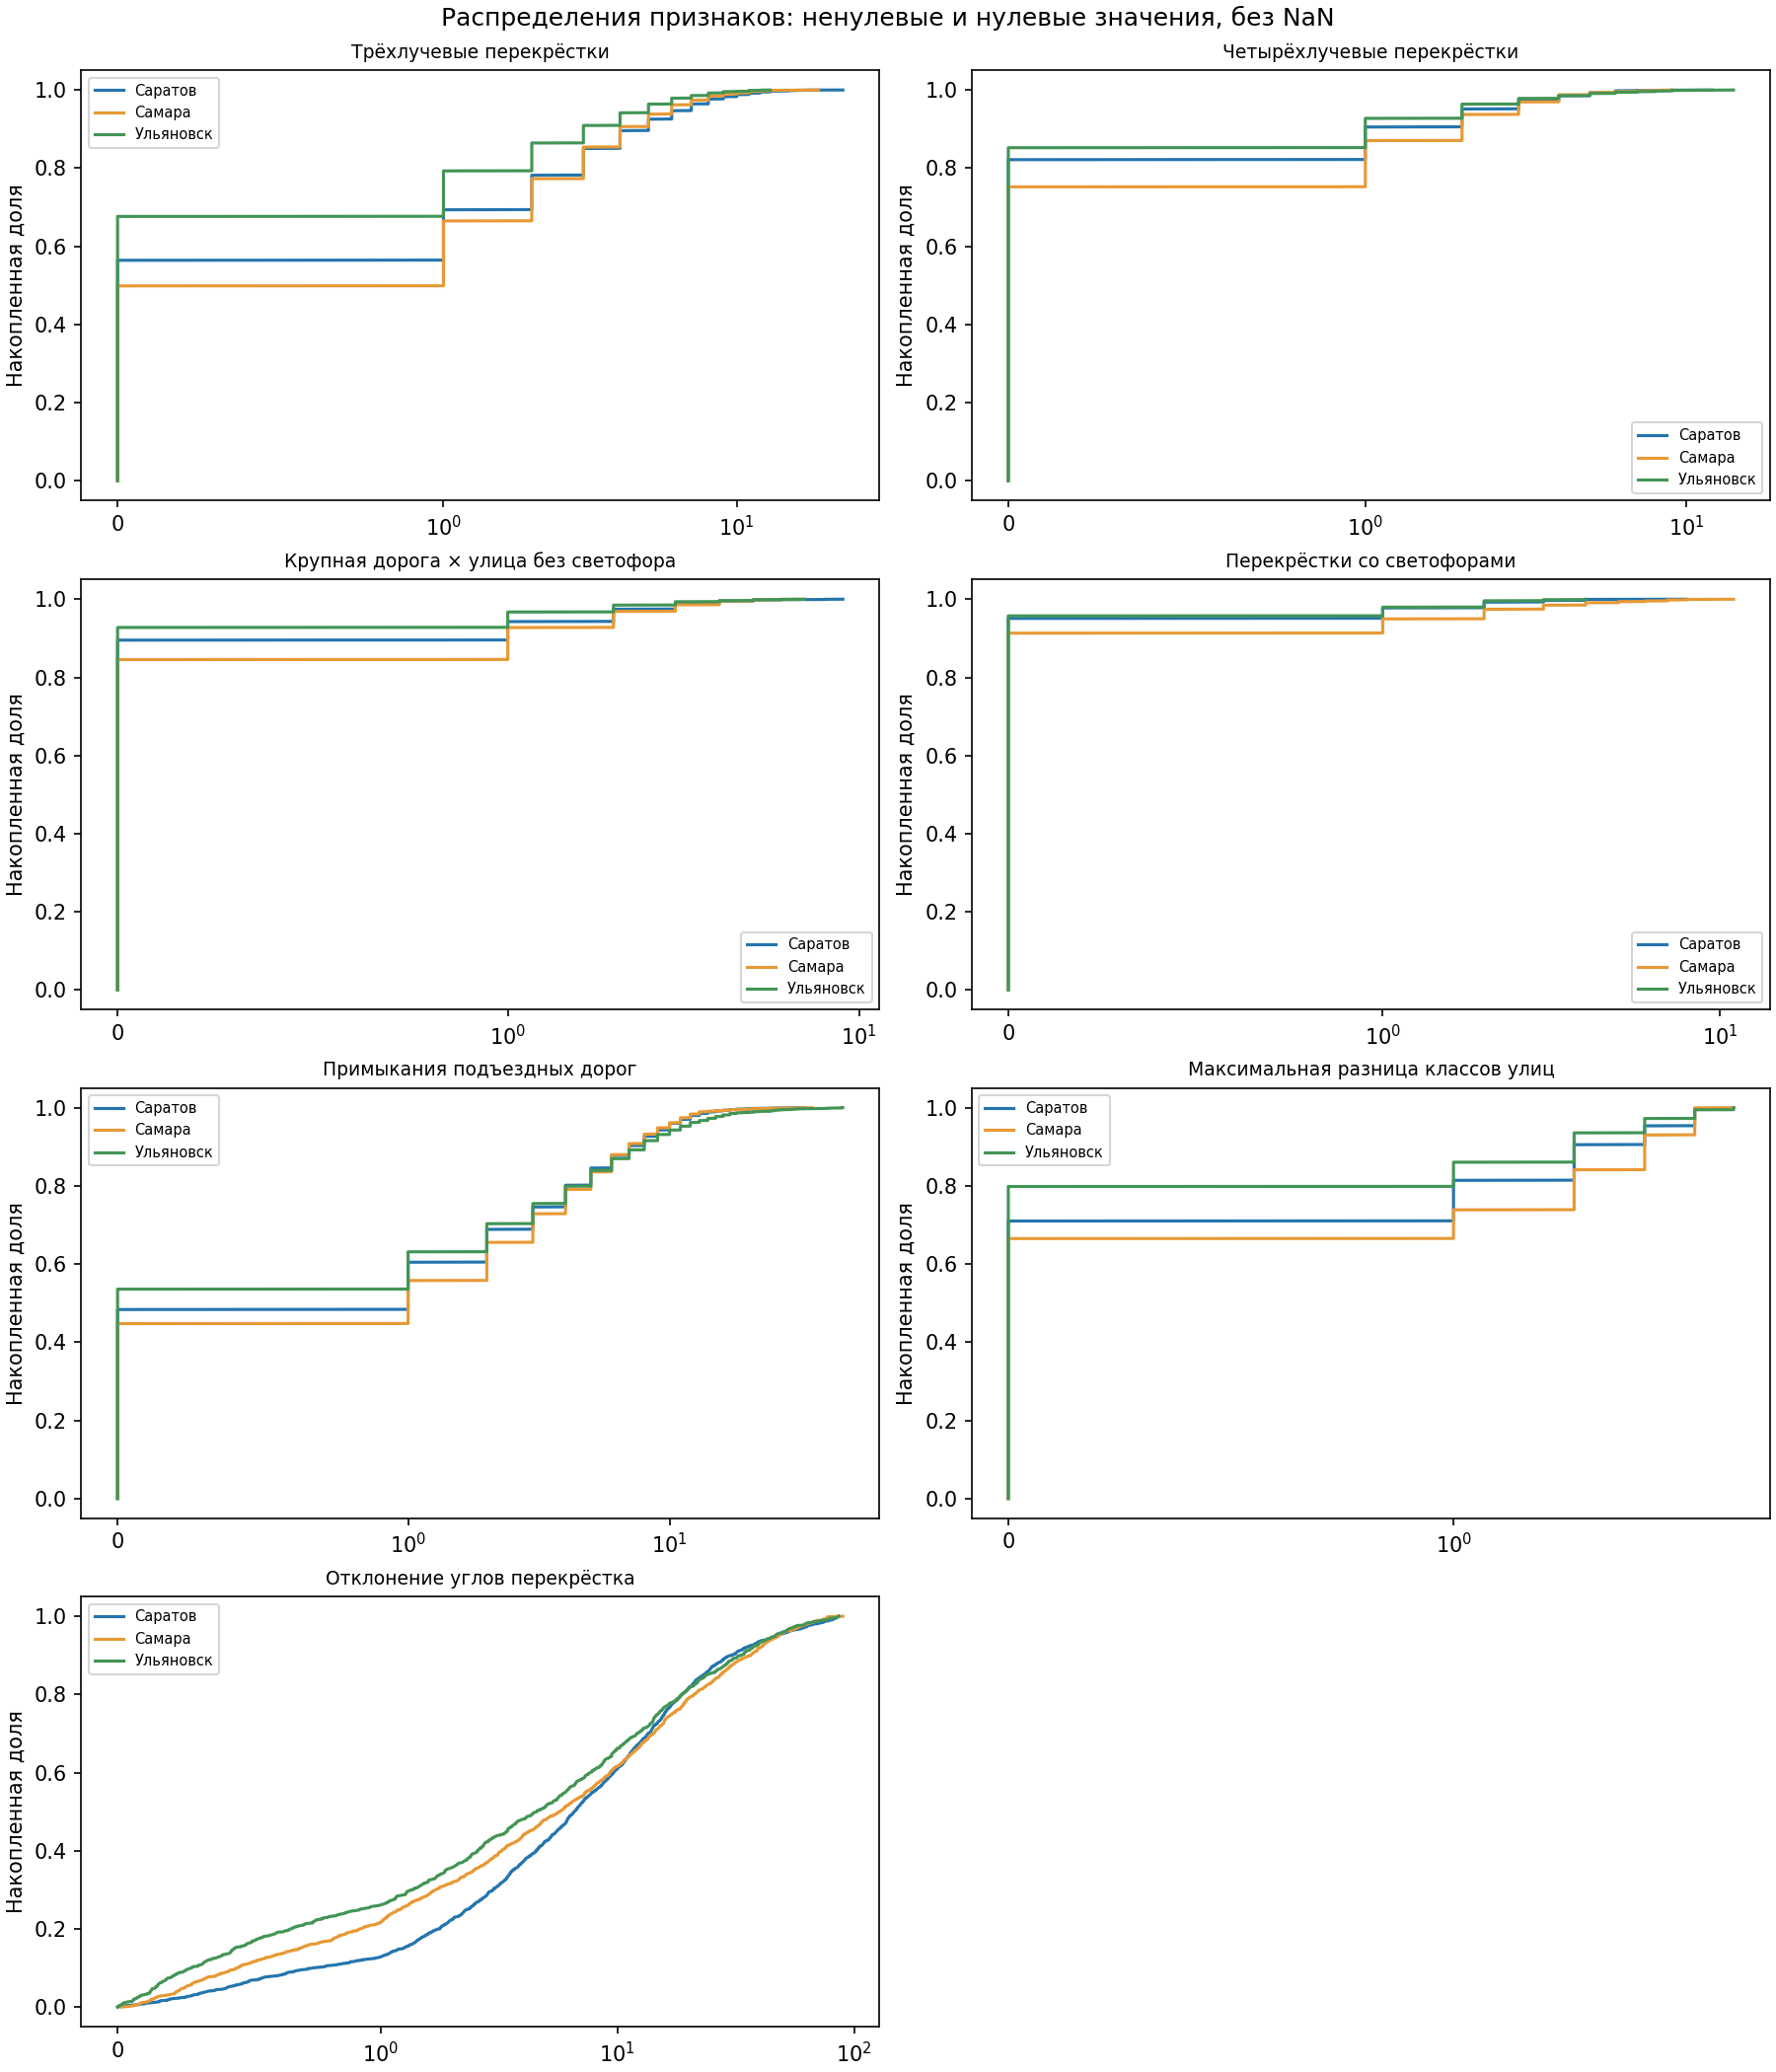 Распределения признаков: ненулевые и нулевые значения, без NaN
Трёхлучевые перекрёстки
Накопленная доля
1.0
0.8
0.6
0.4
0.2
0.0
Саратов
Самара
Ульяновск
0
10^0
10^1
Четырёхлучевые перекрёстки
Накопленная доля
1.0
0.8
0.6
0.4
0.2
0.0
Саратов
Самара
Ульяновск
0
10^0
10^1
Крупная дорога × улица без светофора
Накопленная доля
1.0
0.8
0.6
0.4
0.2
0.0
Саратов
Самара
Ульяновск
0
10^0
10^1
Перекрёстки со светофорами
Накопленная доля
1.0
0.8
0.6
0.4
0.2
0.0
Саратов
Самара
Ульяновск
0
10^0
10^1
Примыкания подъездных дорог
Накопленная доля
1.0
0.8
0.6
0.4
0.2
0.0
Саратов
Самара
Ульяновск
0
10^0
10^1
Максимальная разница классов улиц
Накопленная доля
1.0
0.8
0.6
0.4
0.2
0.0
Саратов
Самара
Ульяновск
0
10^0
Отклонение углов перекрёстка
Накопленная доля
1.0
0.8
0.6
0.4
0.2
0.0
Саратов
Самара
Ульяновск
0
10^0
10^1
10^2